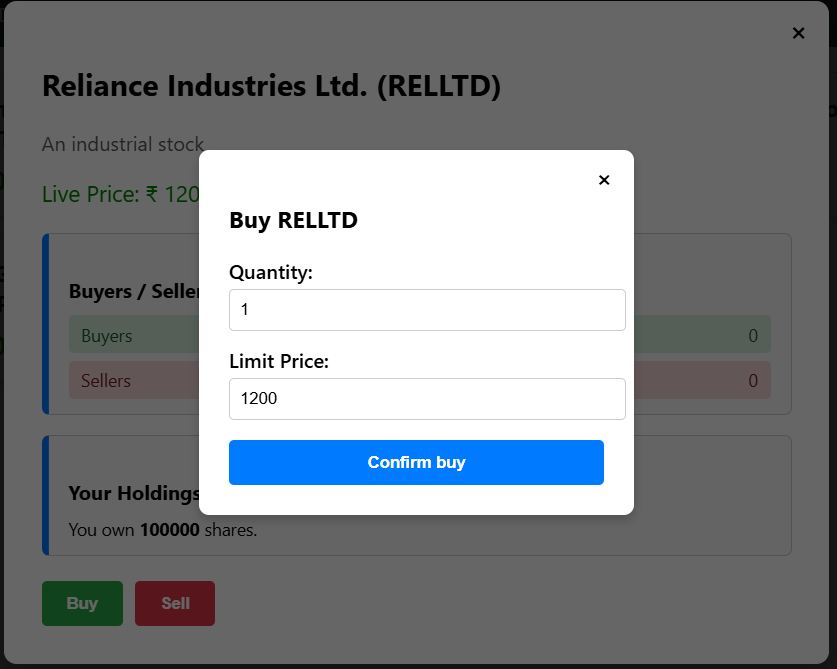 ×
Reliance Industries Ltd. (RELLTD)
An industrial stock
Live Price: ₹ 120
Buyers / Seller
Buyers 0
Sellers 0
Your Holdings
You own 100000 shares.
Buy Sell
×
Buy RELLTD
Quantity:
1
Limit Price:
1200
Confirm buy